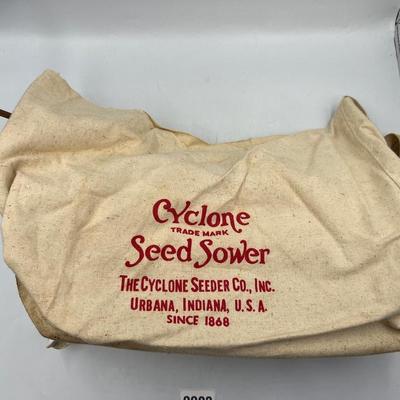 Cyclone
TRADE MARK
Seed Sower
THE CYCLONE SEEDER CO., INC.
URBANA, INDIANA, U.S.A.
SINCE 1868